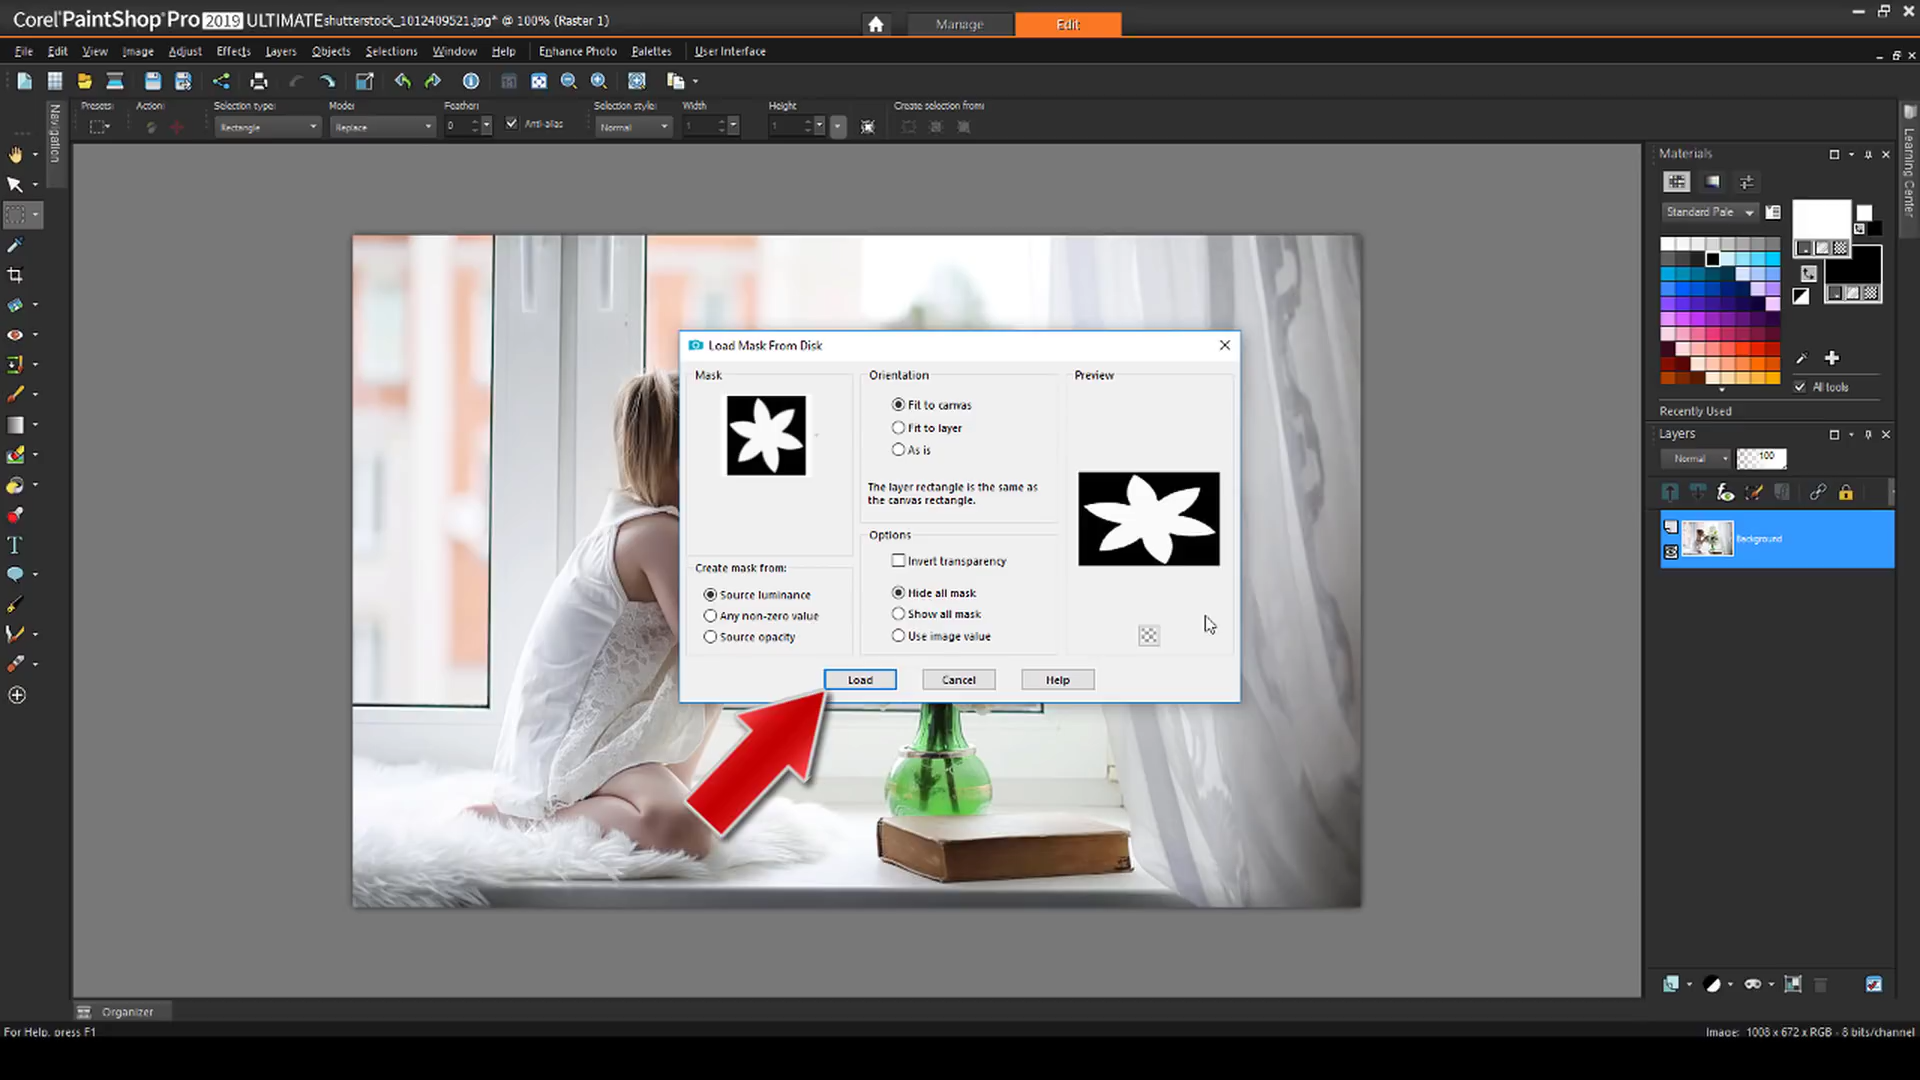 Corel PaintShop Pro 2019 ULTIMATE shutterstock_1012409521.jpg* @ 100% (Raster 1)
Manage
Edit
File Edit View Image Adjust Effects Layers Objects Selections Window Help Enhance Photo Palettes User Interface
Presets: Action: Selection type: Mode: Feather: Selection style: Width Height Create selection from:
Rectangle Replace 0 Anti-alias Normal 1 1
Navigation
Learning Center
Materials
Standard Pale
All tools
Recently Used
Layers
Normal 100
Background
Load Mask From Disk
Mask
Orientation
Preview
Fit to canvas
Fit to layer
As is
The layer rectangle is the same as
the canvas rectangle.
Options
Invert transparency
Hide all mask
Show all mask
Use image value
Create mask from:
Source luminance
Any non-zero value
Source opacity
Load
Cancel
Help
T
Organizer
For Help, press F1
Image: 1008 x 672 x RGB - 8 bits/channel